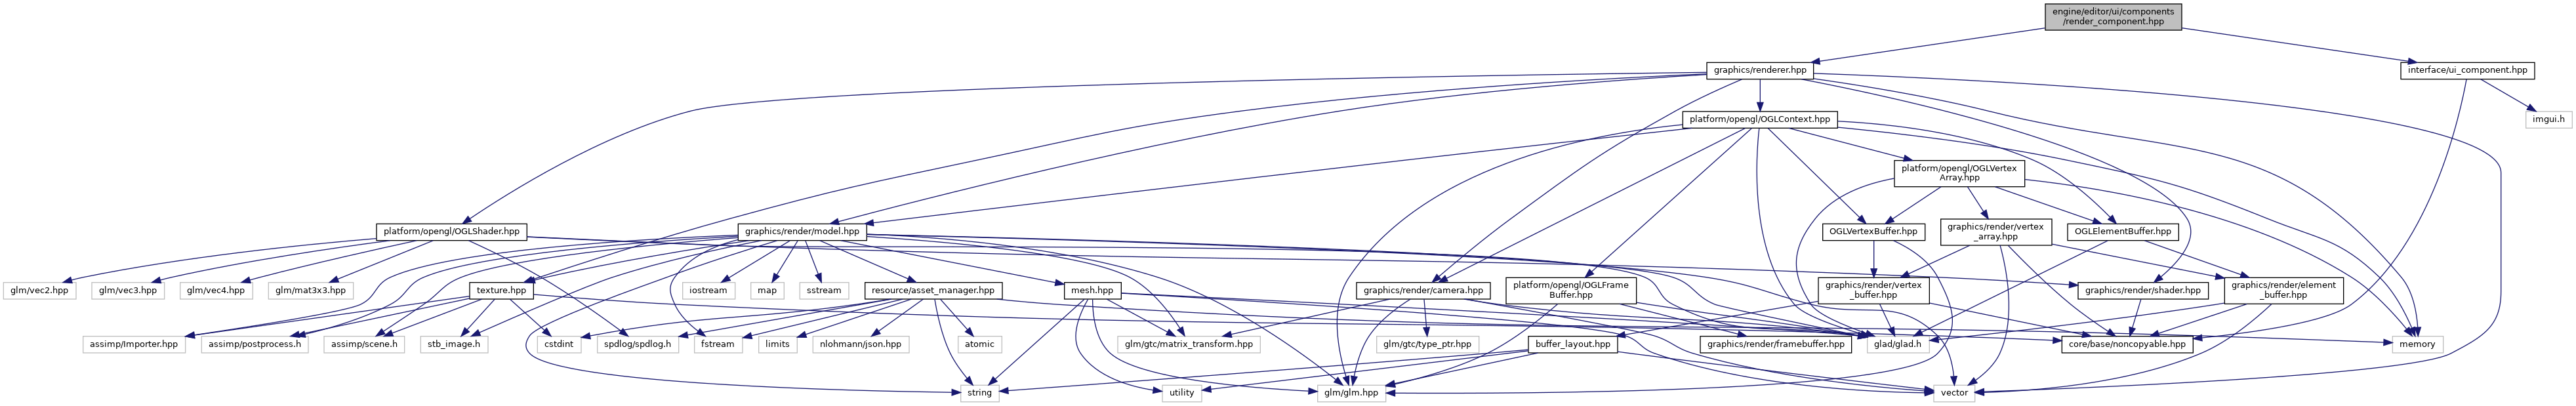 engine/editor/ui/components
/render_component.hpp
graphics/renderer.hpp
interface/ui_component.hpp
platform/opengl/OGLContext.hpp
imgui.h
platform/opengl/OGLVertex
Array.hpp
platform/opengl/OGLShader.hpp
graphics/render/model.hpp
OGLVertexBuffer.hpp
graphics/render/vertex
_array.hpp
OGLElementBuffer.hpp
glm/vec2.hpp
glm/vec3.hpp
glm/vec4.hpp
glm/mat3x3.hpp
texture.hpp
iostream
map
sstream
resource/asset_manager.hpp
mesh.hpp
graphics/render/camera.hpp
platform/opengl/OGLFrame
Buffer.hpp
graphics/render/vertex
_buffer.hpp
graphics/render/shader.hpp
graphics/render/element
_buffer.hpp
assimp/Importer.hpp
assimp/postprocess.h
assimp/scene.h
stb_image.h
cstdint
spdlog/spdlog.h
fstream
limits
nlohmann/json.hpp
atomic
glm/gtc/matrix_transform.hpp
glm/gtc/type_ptr.hpp
buffer_layout.hpp
graphics/render/framebuffer.hpp
glad/glad.h
core/base/noncopyable.hpp
memory
string
utility
glm/glm.hpp
vector